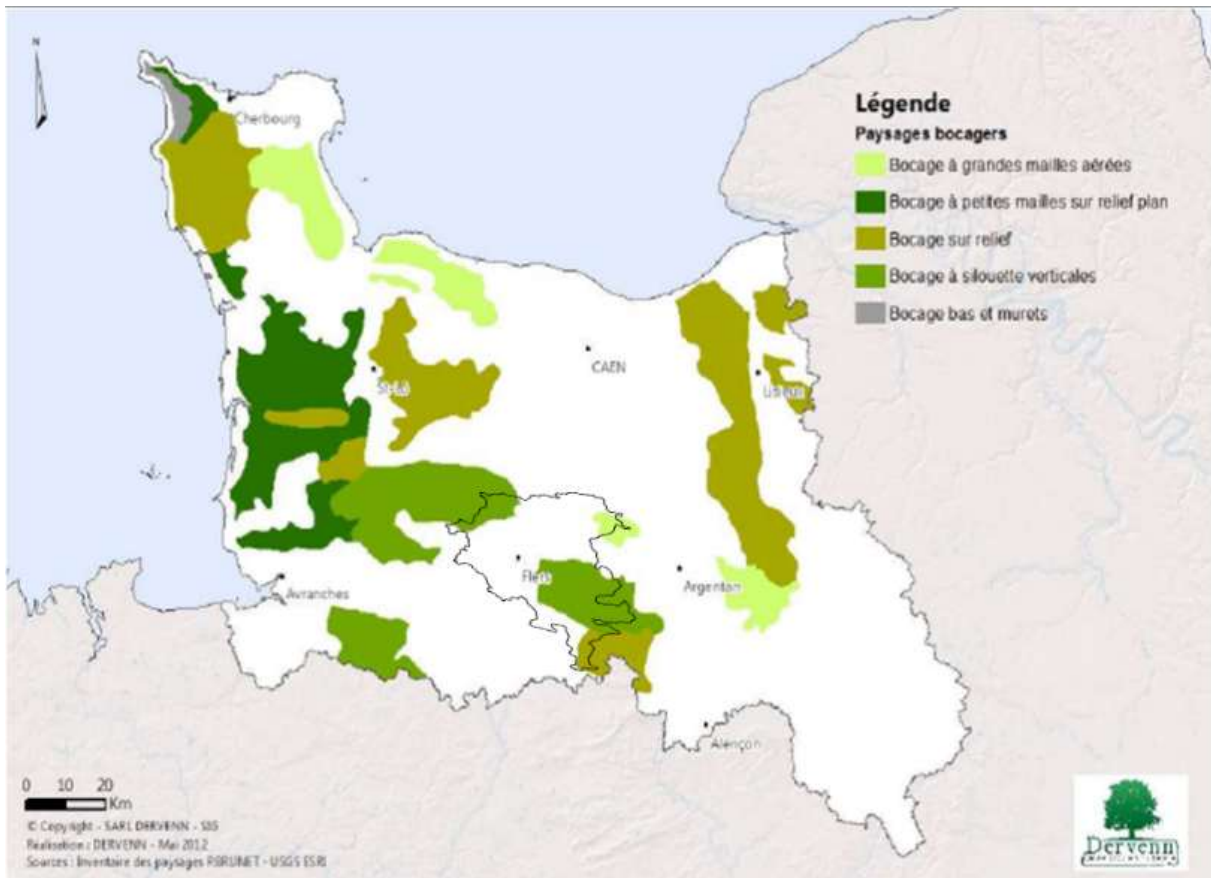 N
Cherbourg
St-Lô
CAEN
Lisieux
Flers
Argentan
Avranches
Alençon
Légende
Paysages bocagers
Bocage à grandes mailles aérées
Bocage à petites mailles sur relief plan
Bocage sur relief
Bocage à silouette verticales
Bocage bas et murets
0 10 20
Km
© Copyright - SARL DERVENN - SIG
Réalisation : DERVENN - Mai 2012
Sources : Inventaire des paysages P.BRUNET - USGS ESRI
Dervenn